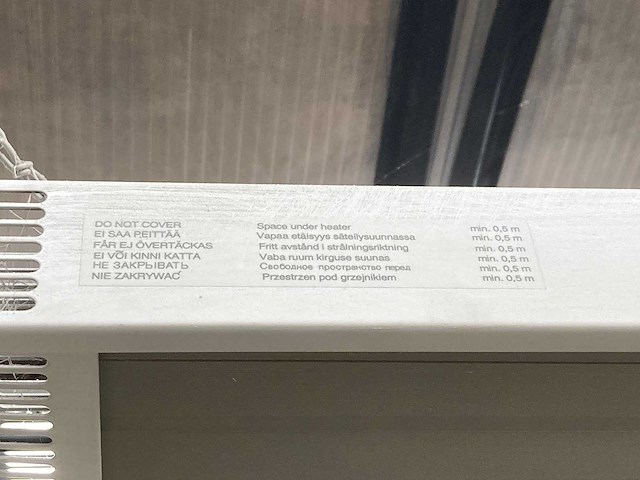 DO NOT COVER Space under heater min. 0,5 m
EI SAA PEITTÄÄ Vapaa etäisyys säteilysuunnassa min. 0,5 m
FÅR EJ ÖVERTÄCKAS Fritt avstånd i strålningsriktning min. 0,5 m
EI VÕI KINNI KATTA Vaba ruum kirguse suunas min. 0,5 m
НЕ ЗАКРЫВАТЬ Свободное пространство перед min. 0,5 m
NIE ZAKRYWAĆ Przestrzen pod grzejnikiem min. 0,5 m